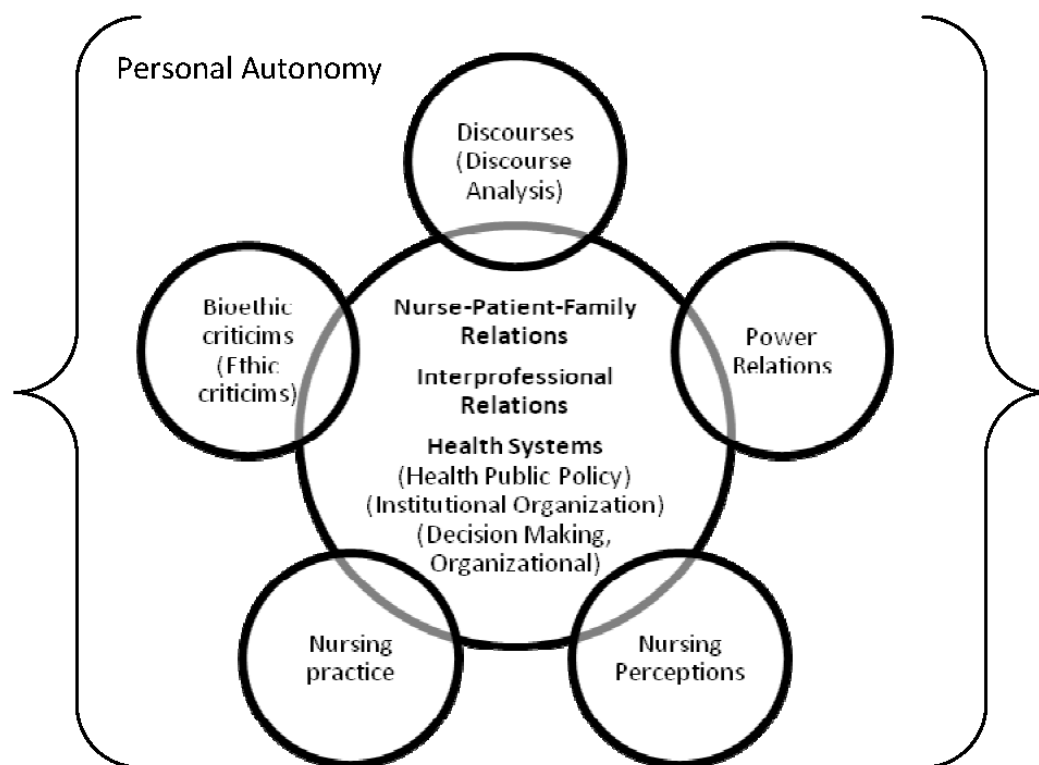 Personal Autonomy
Discourses
(Discourse
Analysis)
Bioethic
criticims
(Ethic
criticims)
Nurse-Patient-Family
Relations
Interprofessional
Relations
Health Systems
(Health Public Policy)
(Institutional Organization)
(Decision Making,
Organizational)
Power
Relations
Nursing
practice
Nursing
Perceptions